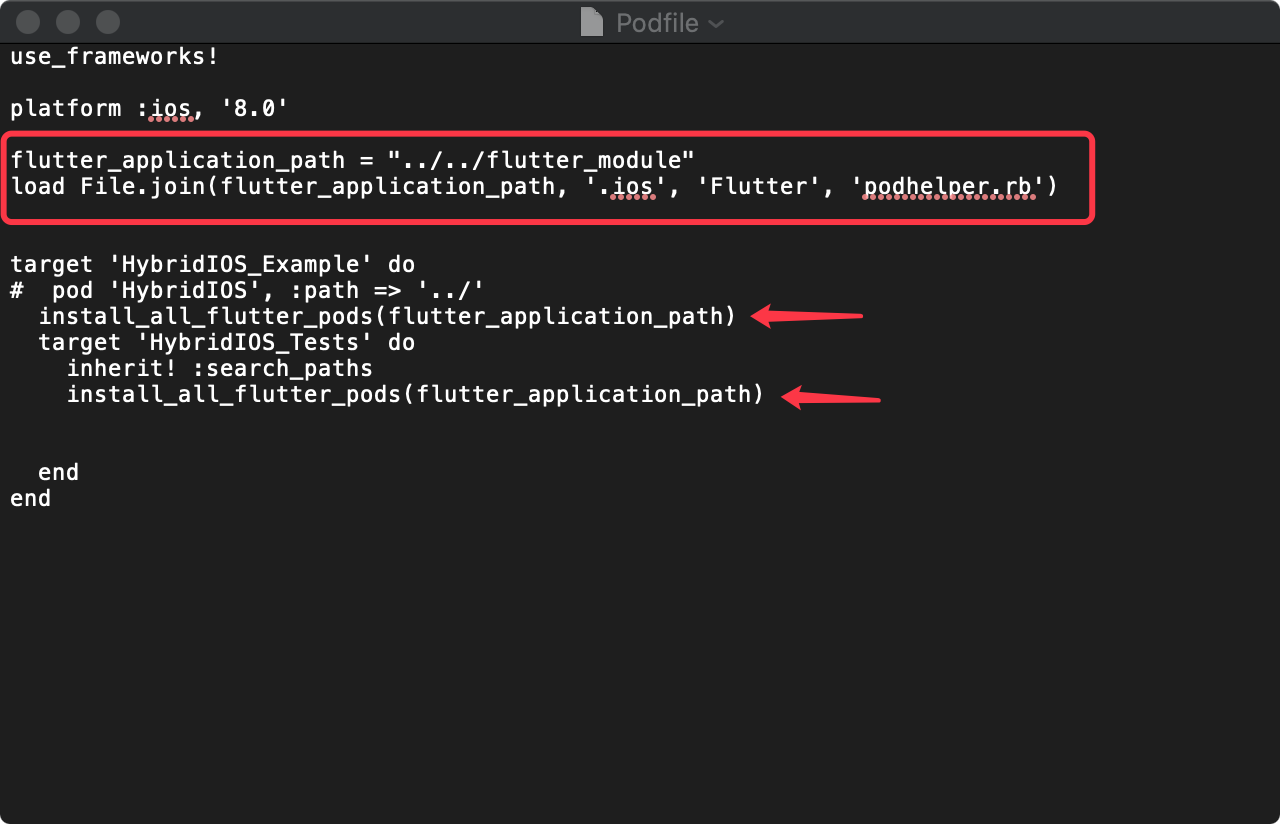 Podfile
use_frameworks!
platform :ios, '8.0'
flutter_application_path = "../../flutter_module"
load File.join(flutter_application_path, '.ios', 'Flutter', 'podhelper.rb')
target 'HybridIOS_Example' do
#  pod 'HybridIOS', :path => '../'
  install_all_flutter_pods(flutter_application_path)
  target 'HybridIOS_Tests' do
    inherit! :search_paths
    install_all_flutter_pods(flutter_application_path)
  end
end